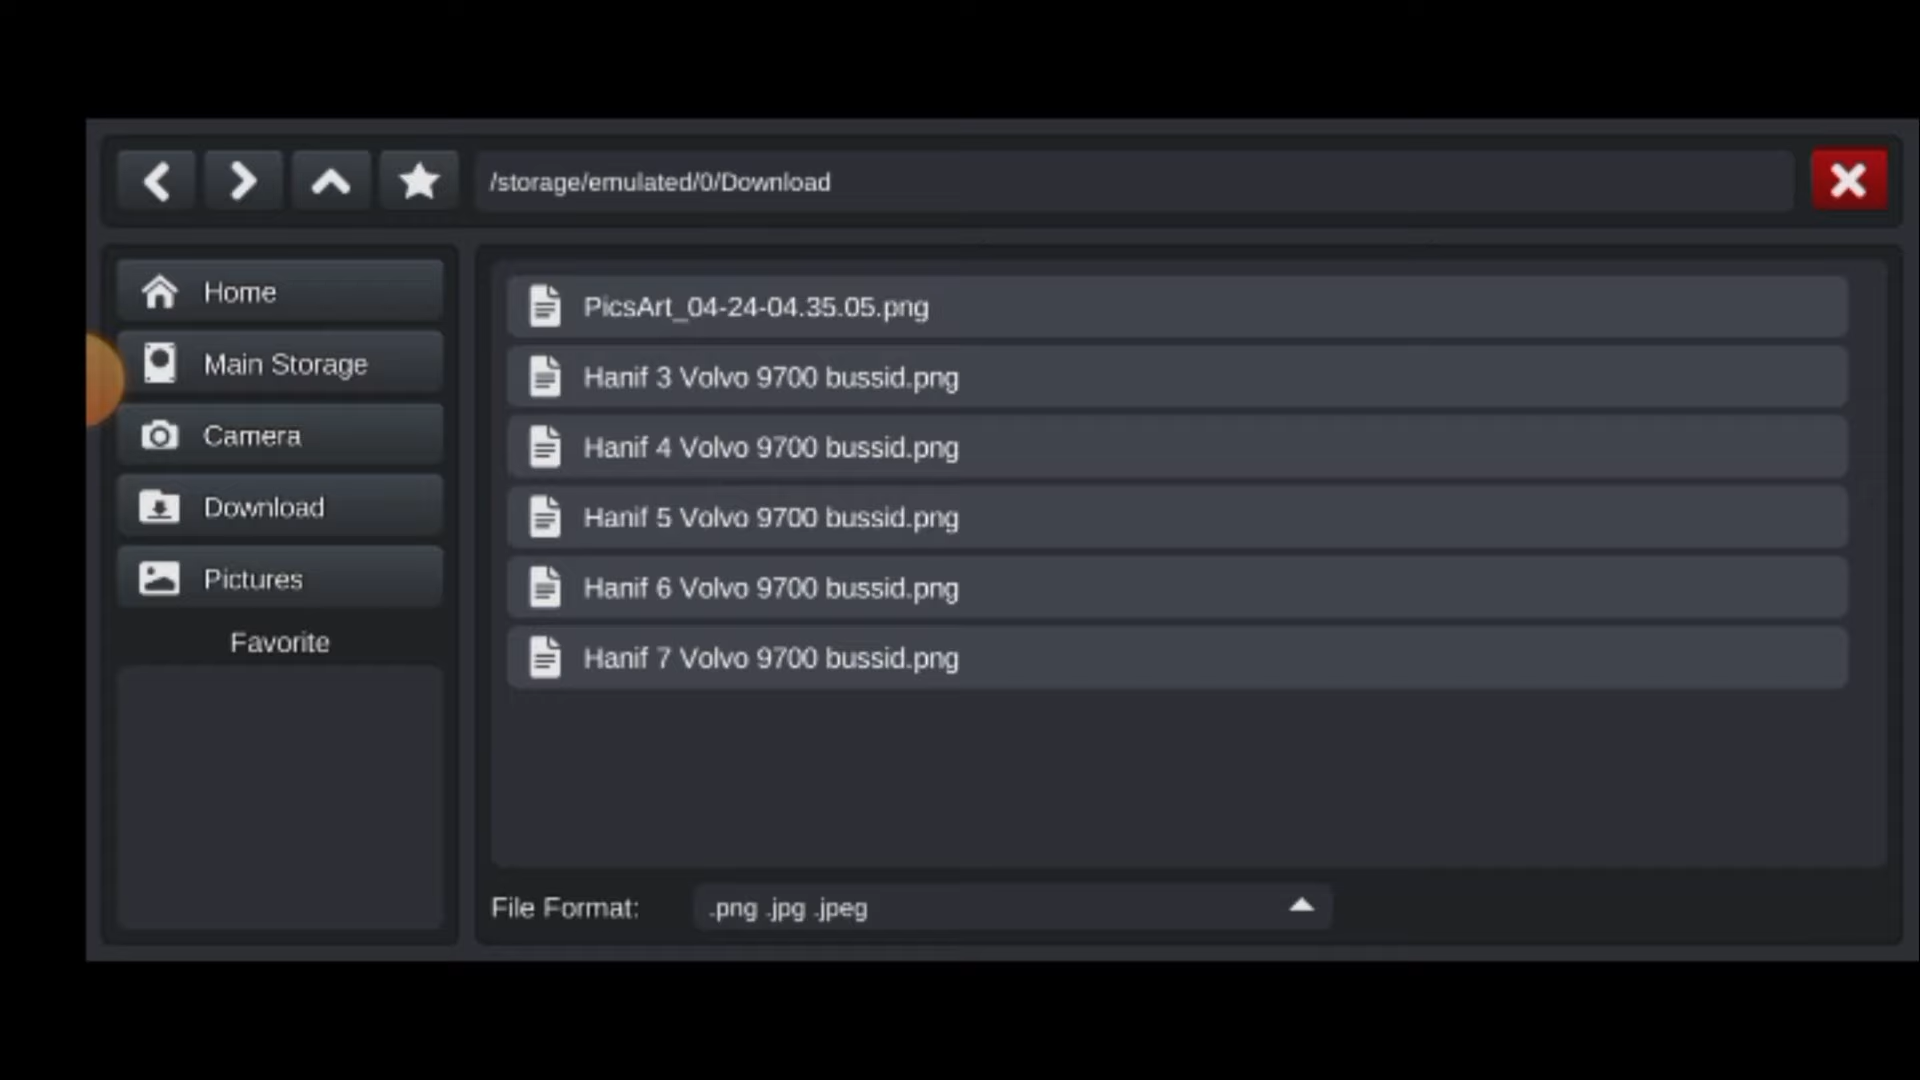 /storage/emulated/0/Download
Home
Main Storage
Camera
Download
Pictures
Favorite
PicsArt_04-24-04.35.05.png
Hanif 3 Volvo 9700 bussid.png
Hanif 4 Volvo 9700 bussid.png
Hanif 5 Volvo 9700 bussid.png
Hanif 6 Volvo 9700 bussid.png
Hanif 7 Volvo 9700 bussid.png
File Format: .png .jpg .jpeg